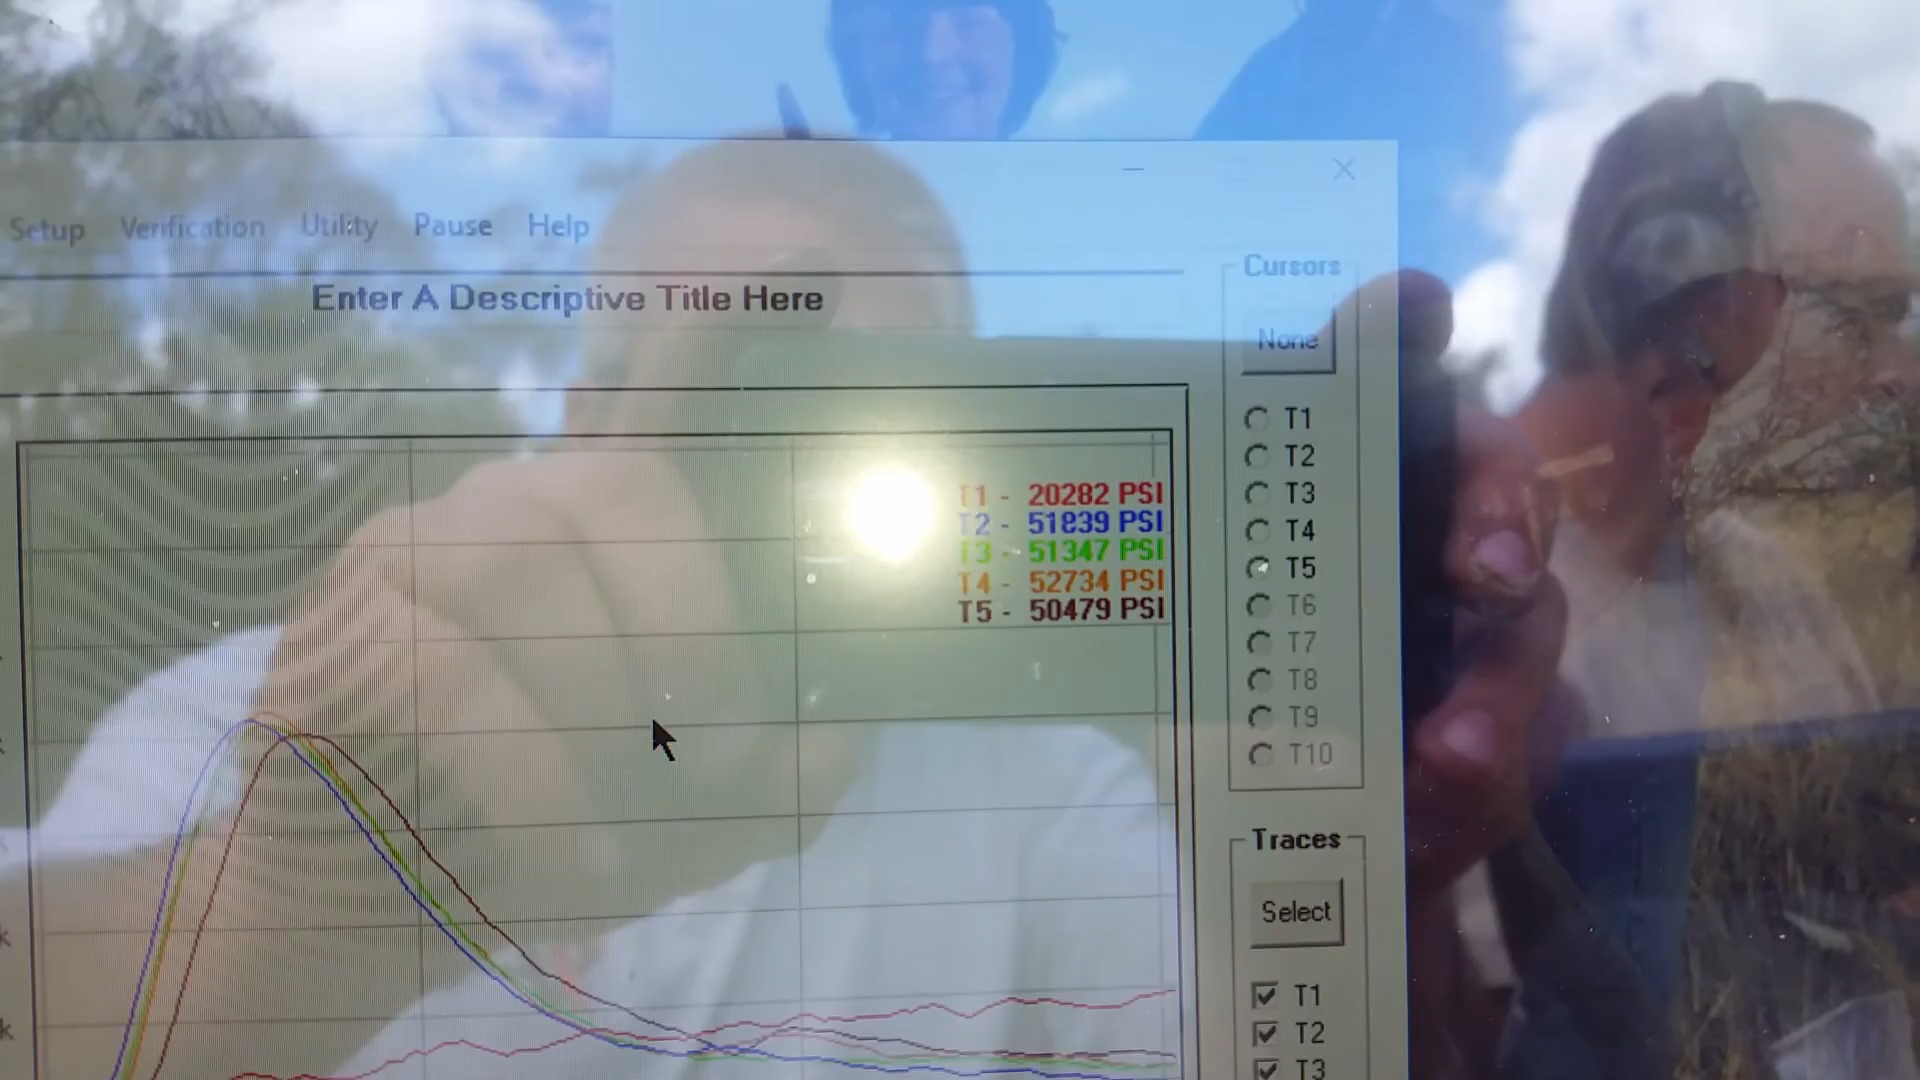 Setup Verification Utility Pause Help
Enter A Descriptive Title Here
Cursors
None
T1 - 20282 PSI
T2 - 51839 PSI
T3 - 51347 PSI
T4 - 52734 PSI
T5 - 50479 PSI
T1
T2
T3
T4
T5
T6
T7
T8
T9
T10
Traces
Select
T1
T2
T3
k
k